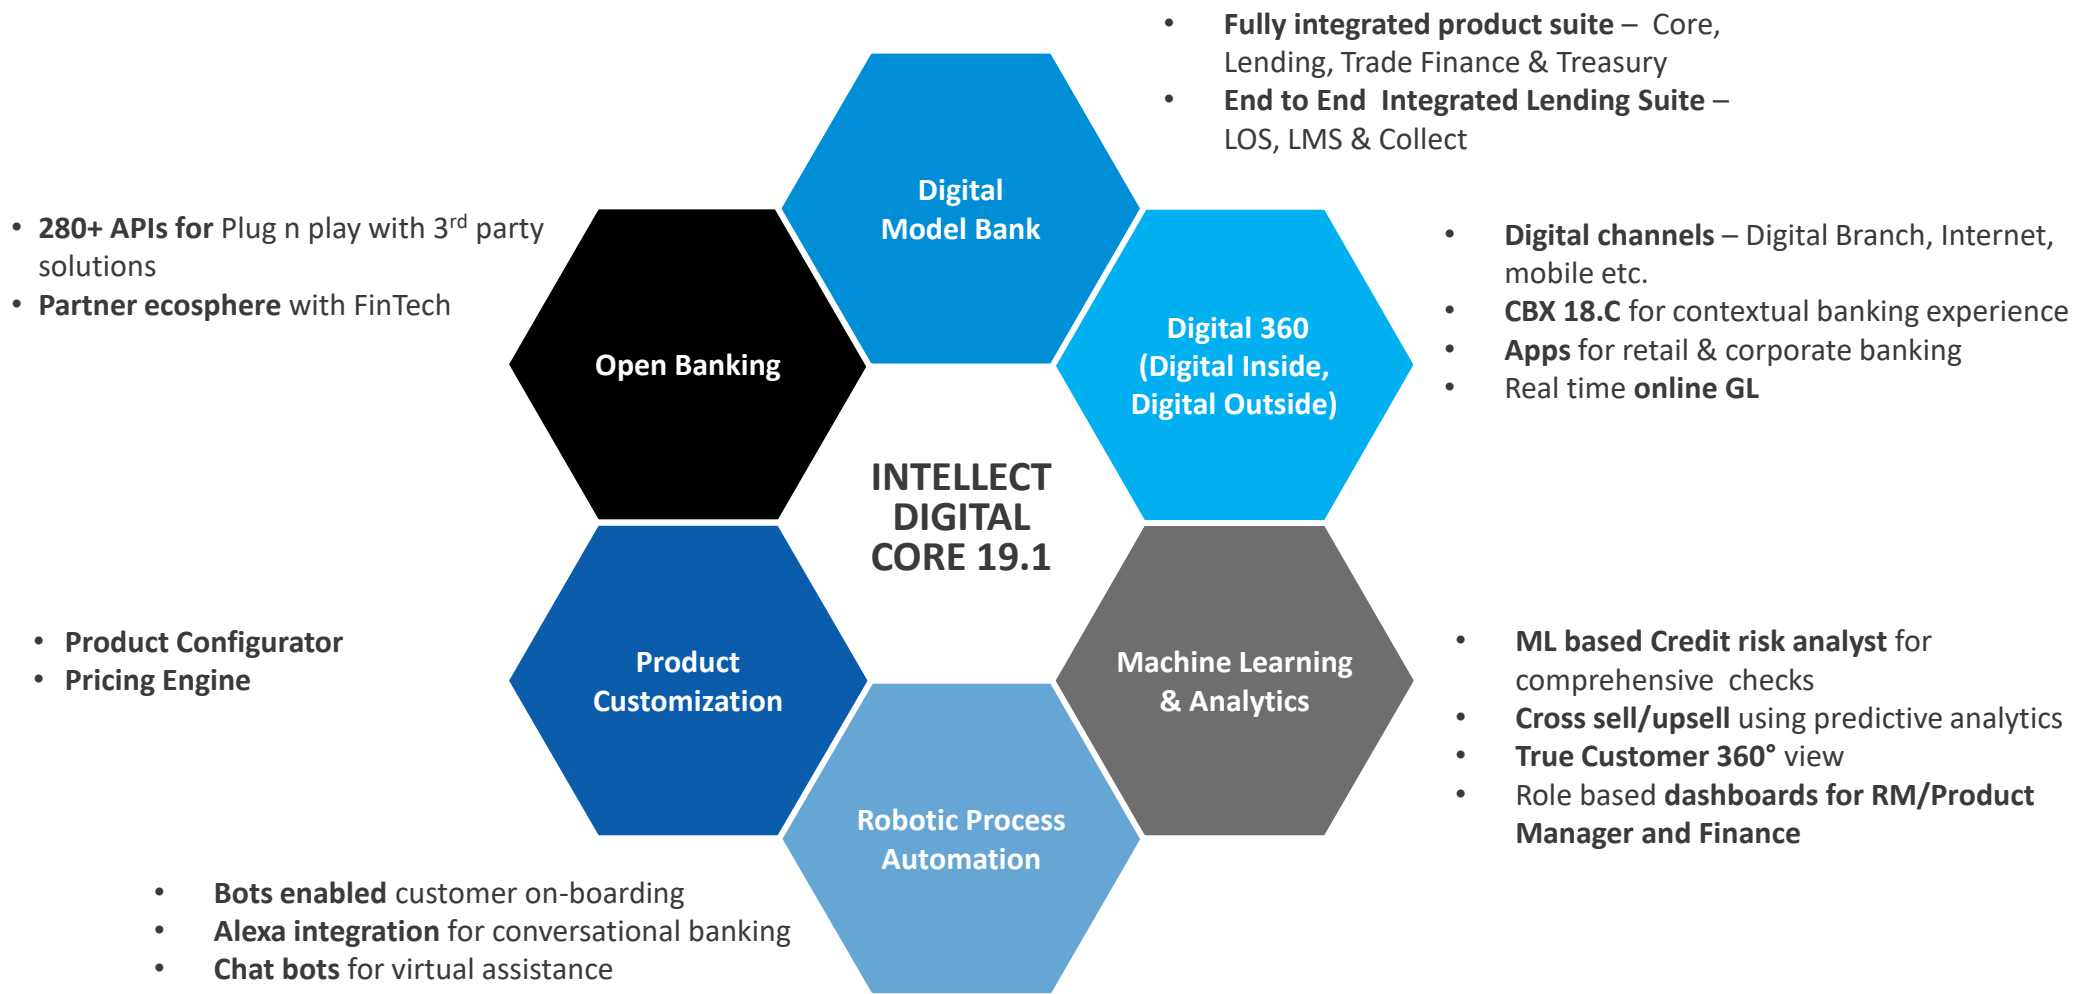 • Fully integrated product suite –  Core,
Lending, Trade Finance & Treasury
• End to End  Integrated Lending Suite –
LOS, LMS & Collect
Digital
Model Bank
• 280+ APIs for Plug n play with 3rd party
solutions
• Partner ecosphere with FinTech
Open Banking
Digital 360
(Digital Inside,
Digital Outside)
• Digital channels – Digital Branch, Internet,
mobile etc.
• CBX 18.C for contextual banking experience
• Apps for retail & corporate banking
• Real time online GL
INTELLECT
DIGITAL
CORE 19.1
• Product Configurator
• Pricing Engine
Product
Customization
Machine Learning
& Analytics
• ML based Credit risk analyst for
comprehensive  checks
• Cross sell/upsell using predictive analytics
• True Customer 360° view
• Role based dashboards for RM/Product
Manager and Finance
Robotic Process
Automation
• Bots enabled customer on-boarding
• Alexa integration for conversational banking
• Chat bots for virtual assistance